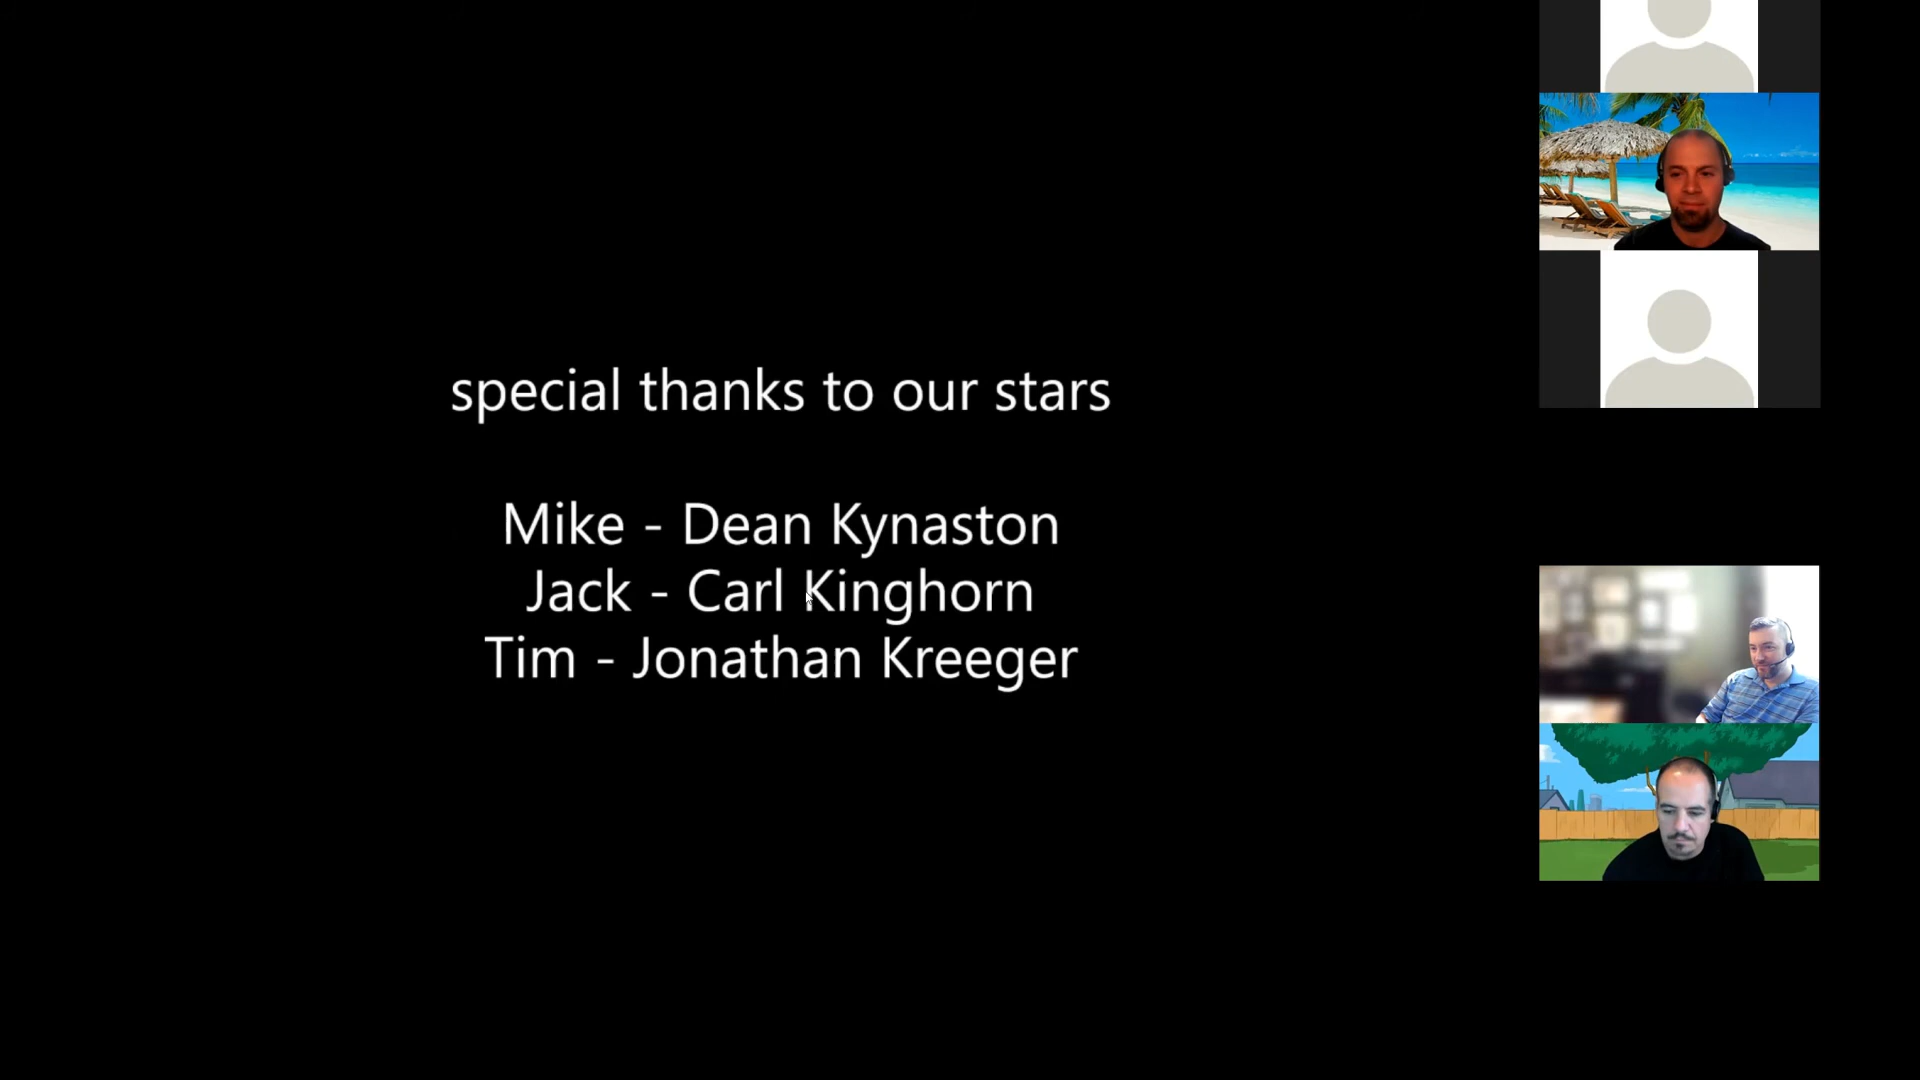 special thanks to our stars
Mike - Dean Kynaston
Jack - Carl Kinghorn
Tim - Jonathan Kreeger